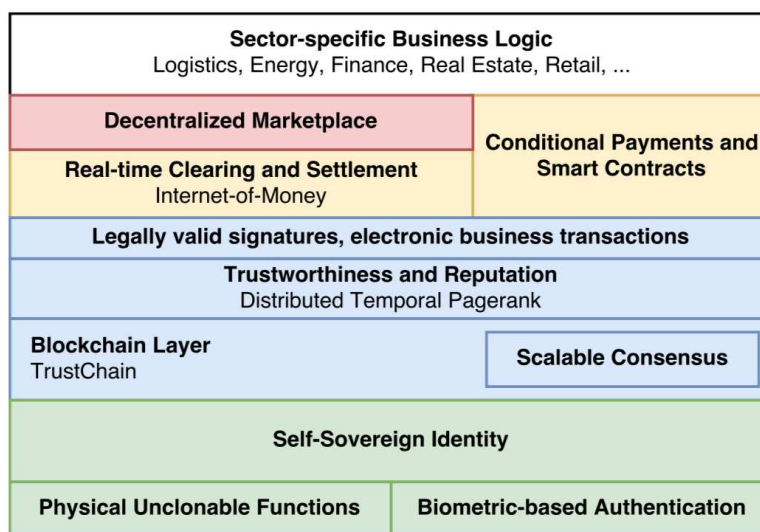 Sector-specific Business Logic
Logistics, Energy, Finance, Real Estate, Retail, ...
Decentralized Marketplace
Conditional Payments and
Smart Contracts
Real-time Clearing and Settlement
Internet-of-Money
Legally valid signatures, electronic business transactions
Trustworthiness and Reputation
Distributed Temporal Pagerank
Blockchain Layer
TrustChain
Scalable Consensus
Self-Sovereign Identity
Physical Unclonable Functions
Biometric-based Authentication